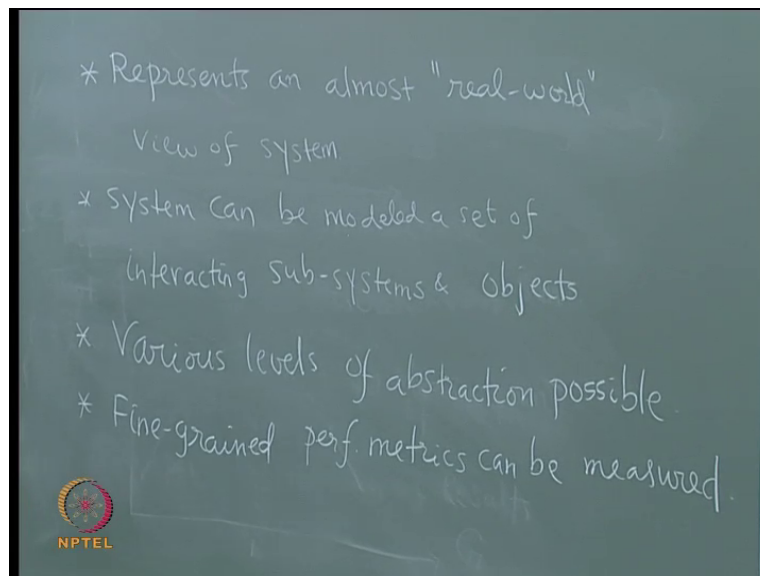 * Represents an almost "real-world"
View of system
* System can be modeled a set of
interacting sub-systems & objects
* Various levels of abstraction possible.
* Fine-grained perf. metrics can be measured.
NPTEL